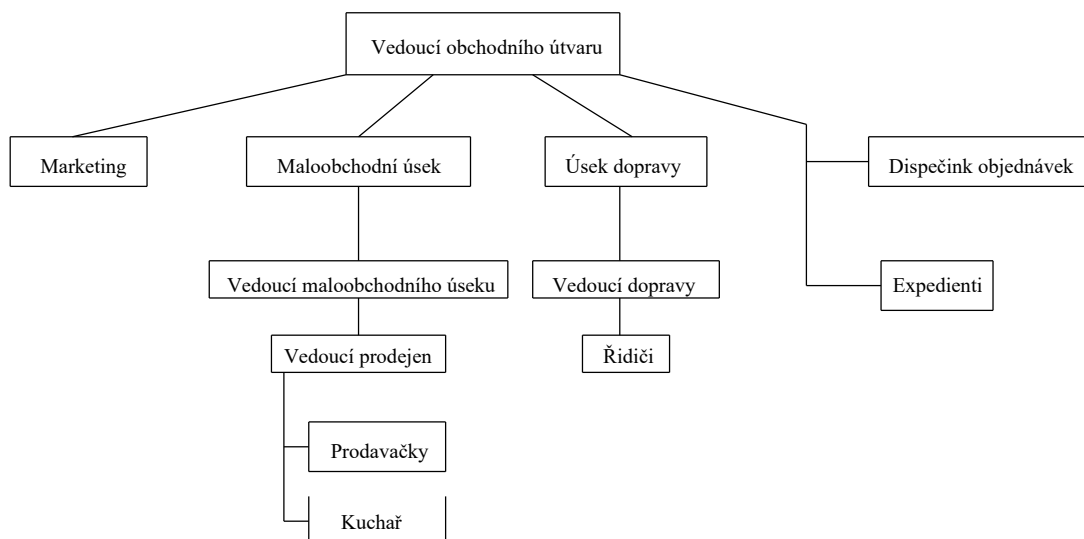 Vedoucí obchodního útvaru
Marketing
Maloobchodní úsek
Úsek dopravy
Dispečink objednávek
Vedoucí maloobchodního úseku
Vedoucí dopravy
Expedienti
Vedoucí prodejen
Řidiči
Prodavačky
Kuchař